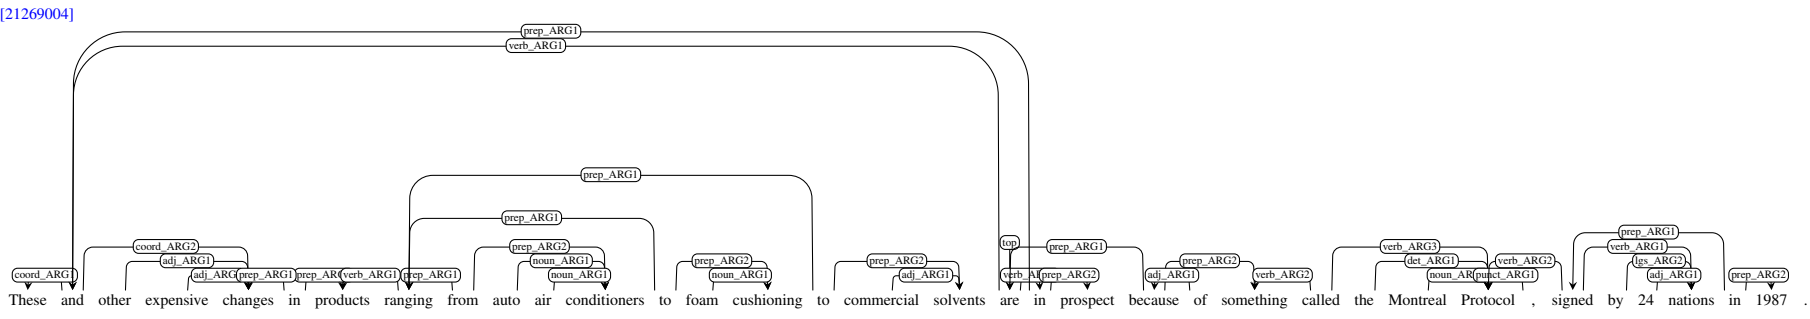 [21269004]
prep_ARG1
verb_ARG1
prep_ARG1
prep_ARG1
prep_ARG1
top
coord_ARG2 prep_ARG2 prep_ARG1 verb_ARG3 verb_ARG1
adj_ARG1 noun_ARG1 prep_ARG2 prep_ARG2 prep_ARG2 det_ARG1 verb_ARG2 lgs_ARG2
coord_ARG1 prep_ARG1 verb_ARG1 prep_ARG1 noun_ARG1 noun_ARG1 adj_ARG1 prep_ARG2 adj_ARG1 verb_ARG2 punct_ARG1 adj_ARG1 prep_ARG2
These and other expensive changes in products ranging from auto air conditioners to foam cushioning to commercial solvents are in prospect because of something called the Montreal Protocol , signed by 24 nations in 1987 .